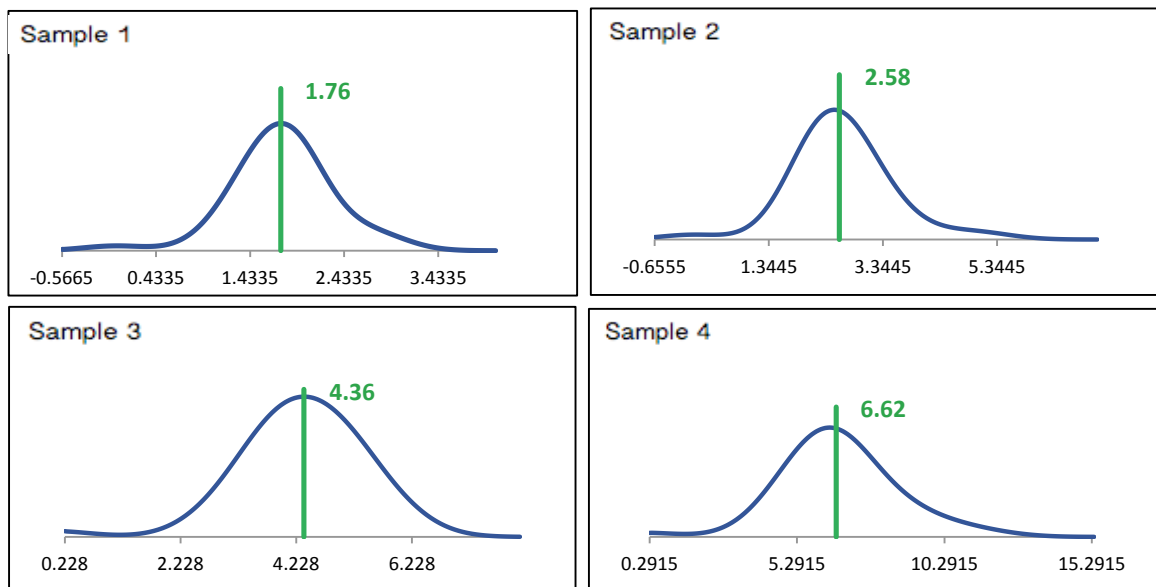 Sample 1
1.76
-0.5665 0.4335 1.4335 2.4335 3.4335
Sample 2
2.58
-0.6555 1.3445 3.3445 5.3445
Sample 3
4.36
0.228 2.228 4.228 6.228
Sample 4
6.62
0.2915 5.2915 10.2915 15.2915